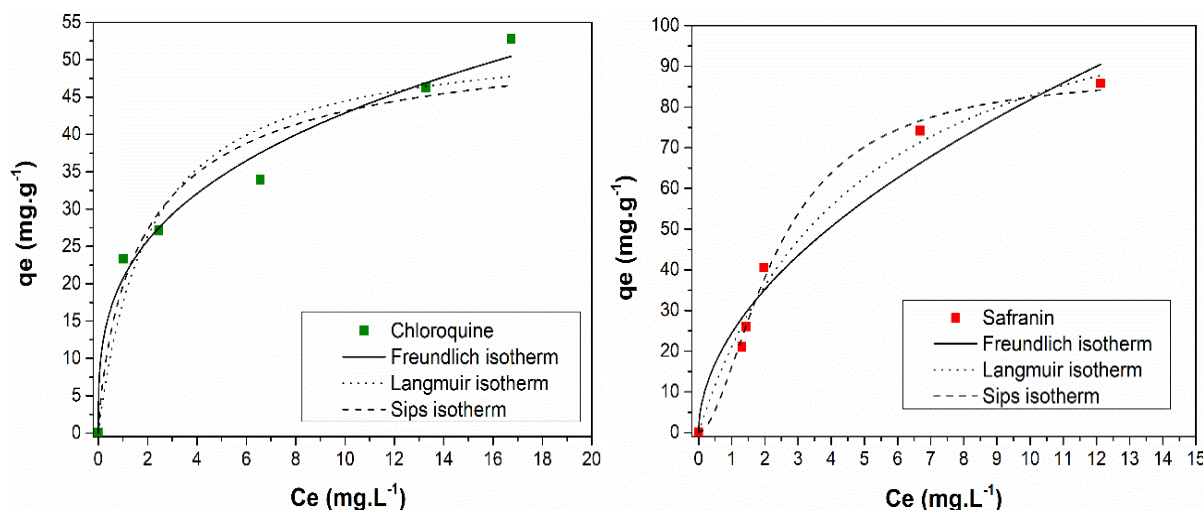 55
50
45
40
35
30
25
20
15
10
5
0
qe (mg.g⁻¹)
Chloroquine
Freundlich isotherm
Langmuir isotherm
Sips isotherm
0 2 4 6 8 10 12 14 16 18 20
Ce (mg.L⁻¹)
100
90
80
70
60
50
40
30
20
10
0
qe (mg.g⁻¹)
Safranin
Freundlich isotherm
Langmuir isotherm
Sips isotherm
0 1 2 3 4 5 6 7 8 9 10 11 12 13 14 15
Ce (mg.L⁻¹)